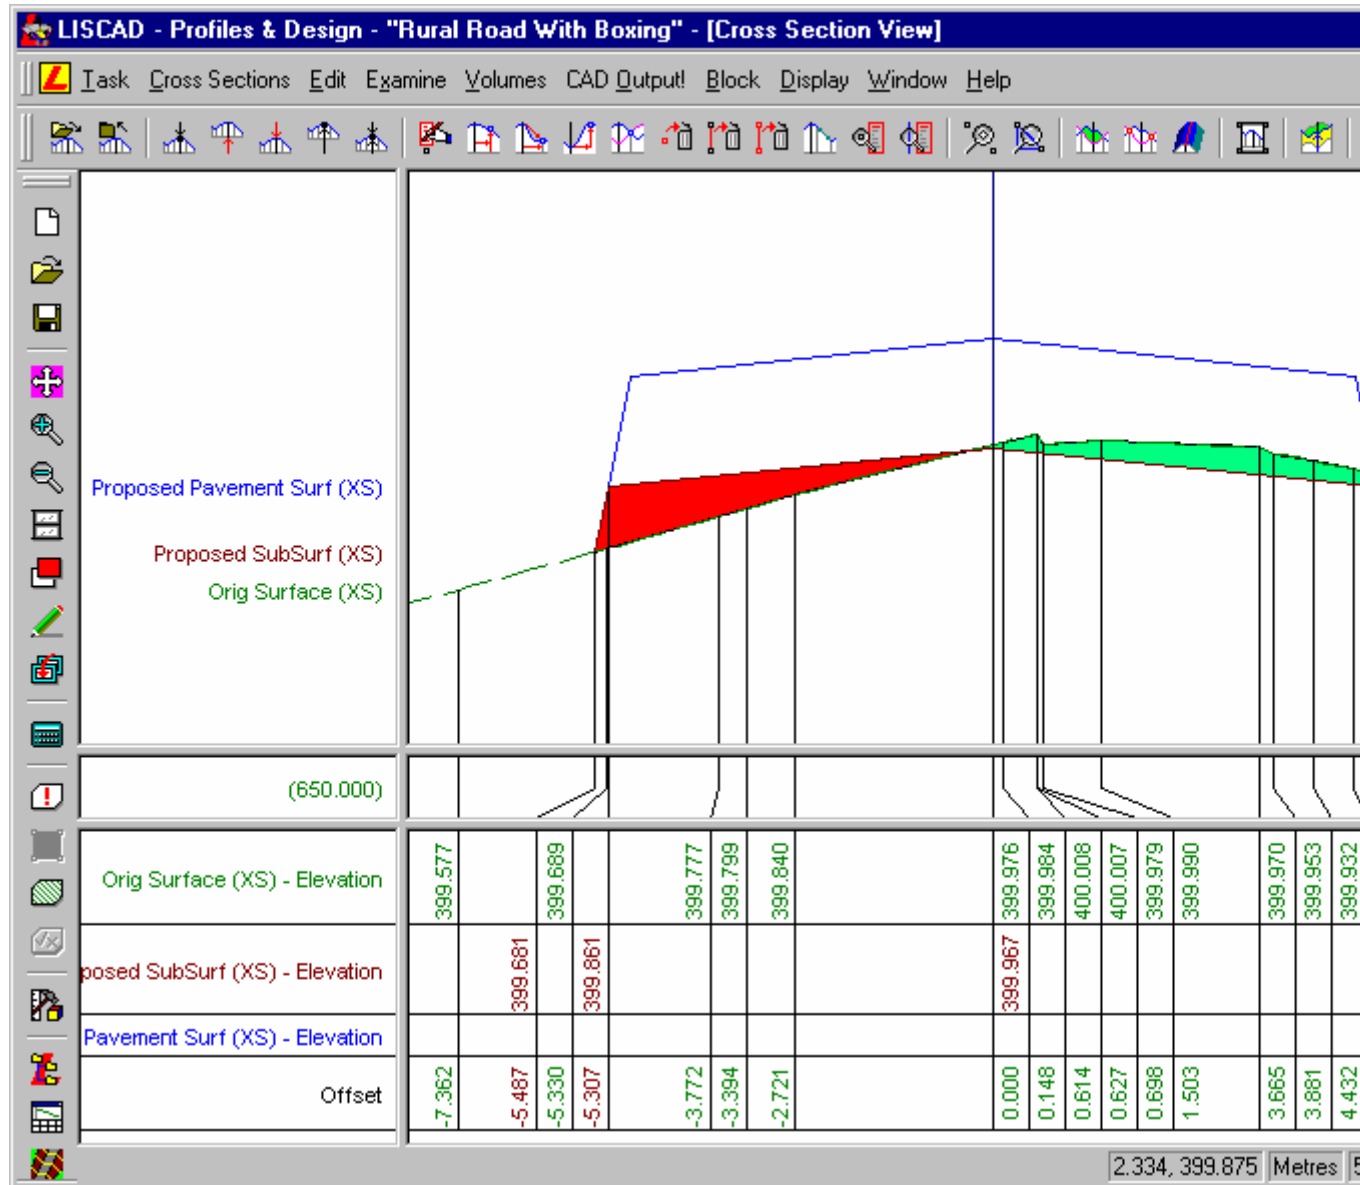 LISCAD - Profiles & Design - "Rural Road With Boxing" - [Cross Section View]
Task Cross Sections Edit Examine Volumes CAD Output! Block Display Window Help
Proposed Pavement Surf (XS)
Proposed SubSurf (XS)
Orig Surface (XS)
(650.000)
Orig Surface (XS) - Elevation 399.577 399.689 399.777 399.799 399.840 399.976 399.984 400.008 400.007 399.979 399.990 399.970 399.953 399.932
posed SubSurf (XS) - Elevation 399.681 399.861 399.967
Pavement Surf (XS) - Elevation
Offset -7.362 -5.487 -5.330 -5.307 -3.772 -3.394 -2.721 0.000 0.148 0.614 0.627 0.698 1.503 3.665 3.881 4.432
2.334, 399.875 Metres 5